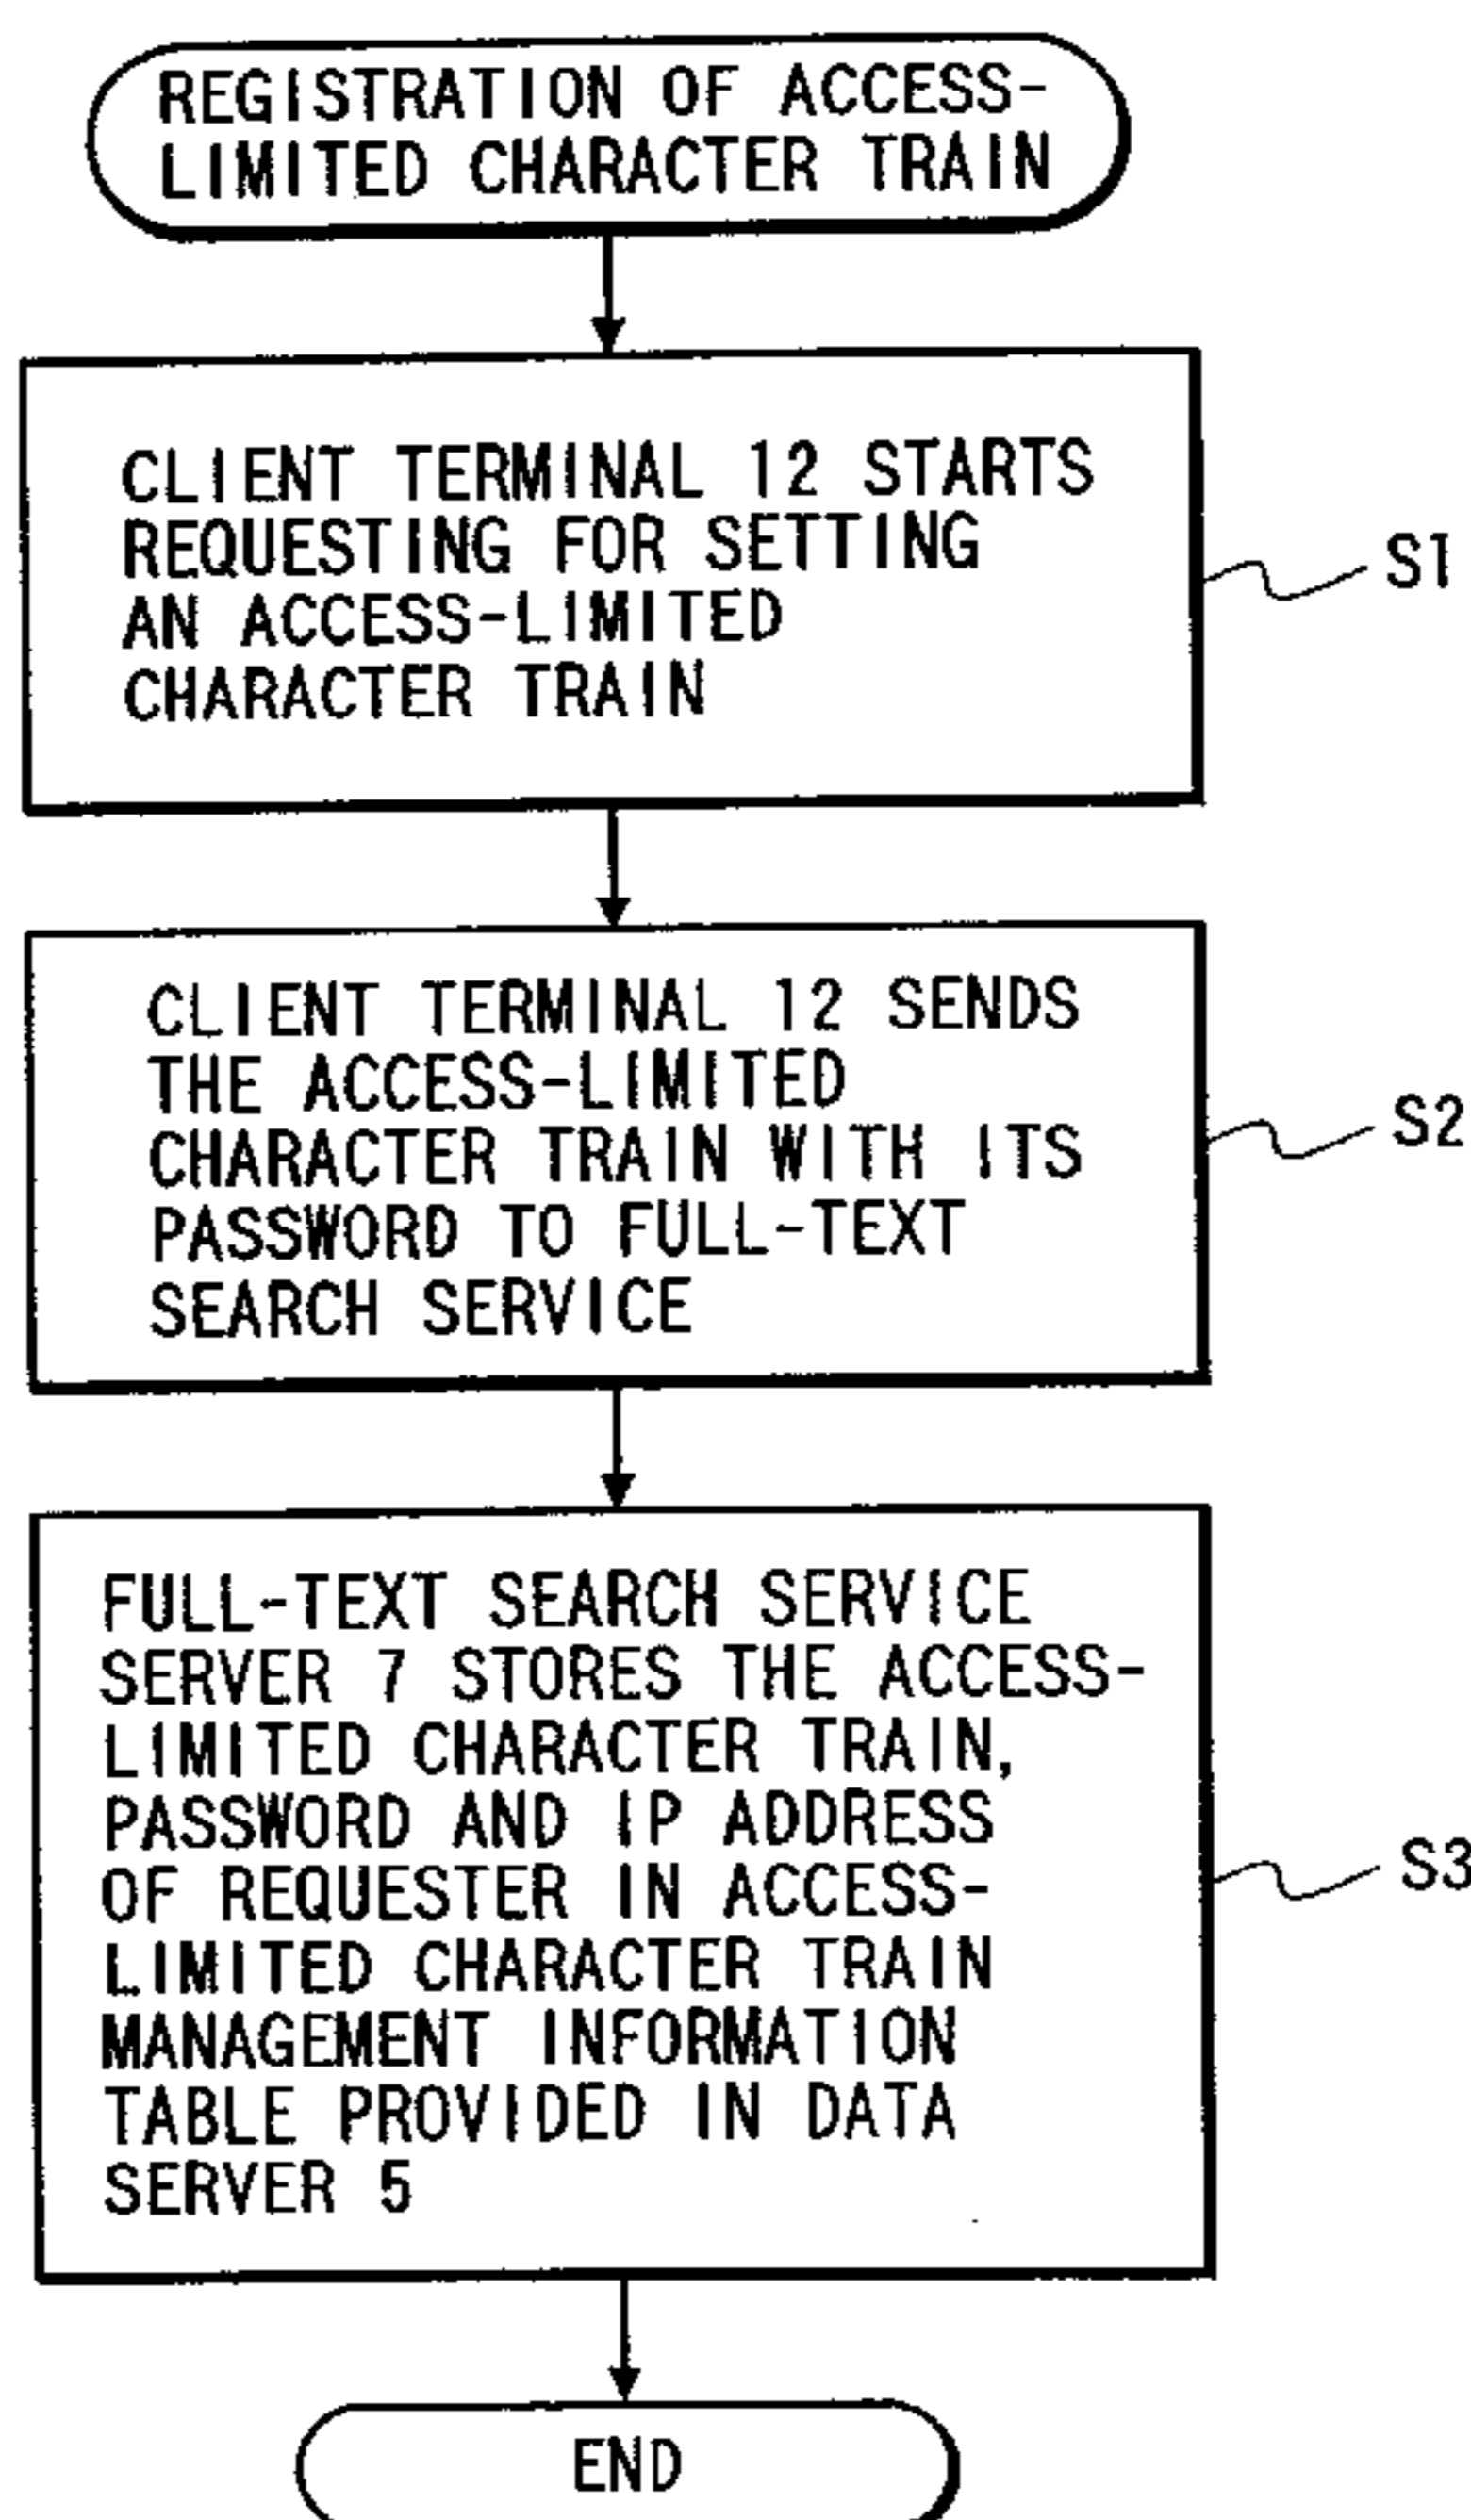 REGISTRATION OF ACCESS-
LIMITED CHARACTER TRAIN
CLIENT TERMINAL 12 STARTS
REQUESTING FOR SETTING
AN ACCESS-LIMITED
CHARACTER TRAIN
S1
CLIENT TERMINAL 12 SENDS
THE ACCESS-LIMITED
CHARACTER TRAIN WITH ITS
PASSWORD TO FULL-TEXT
SEARCH SERVICE
S2
FULL-TEXT SEARCH SERVICE
SERVER 7 STORES THE ACCESS-
LIMITED CHARACTER TRAIN,
PASSWORD AND IP ADDRESS
OF REQUESTER IN ACCESS-
LIMITED CHARACTER TRAIN
MANAGEMENT INFORMATION
TABLE PROVIDED IN DATA
SERVER 5
S3
END